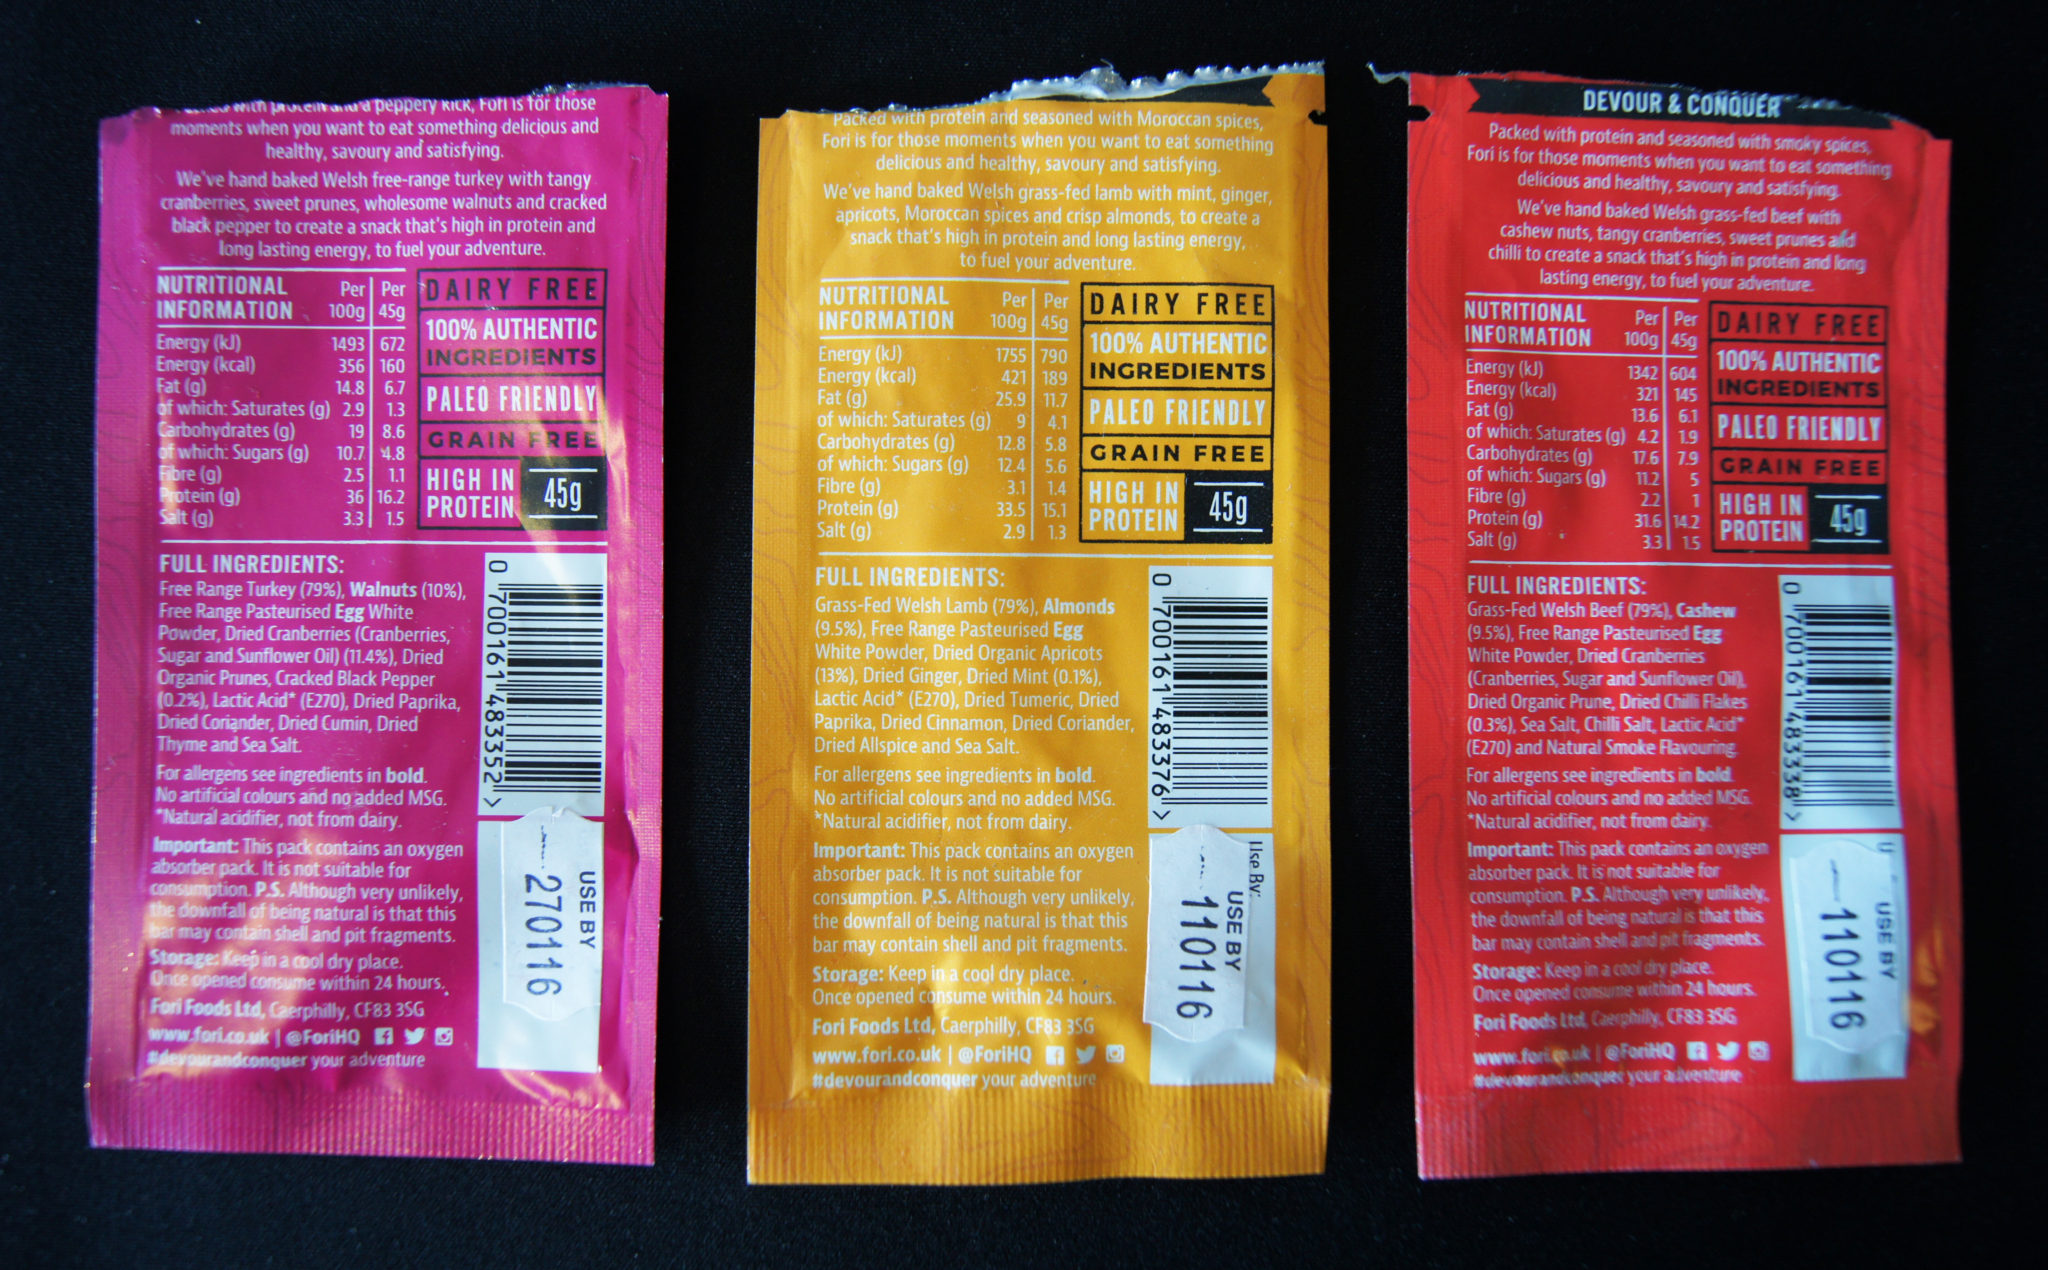 with protein and a peppery kick, Fori is for those
moments when you want to eat something delicious and
healthy, savoury and satisfying.
We've hand baked Welsh free-range turkey with tangy
cranberries, sweet prunes, wholesome walnuts and cracked
black pepper to create a snack that's high in protein and
long lasting energy, to fuel your adventure.
NUTRITIONAL Per Per
INFORMATION 100g 45g
Energy (kJ) 1493 672
Energy (kcal) 356 160
Fat (g) 14.8 6.7
of which: Saturates (g) 2.9 1.3
Carbohydrates (g) 19 8.6
of which: Sugars (g) 10.7 4.8
Fibre (g) 2.5 1.1
Protein (g) 36 16.2
Salt (g) 3.3 1.5
DAIRY FREE
100% AUTHENTIC
INGREDIENTS
PALEO FRIENDLY
GRAIN FREE
HIGH IN
PROTEIN
45g
FULL INGREDIENTS:
Free Range Turkey (79%), Walnuts (10%),
Free Range Pasteurised Egg White
Powder, Dried Cranberries (Cranberries,
Sugar and Sunflower Oil) (11.4%), Dried
Organic Prunes, Cracked Black Pepper
(0.2%), Lactic Acid* (E270), Dried Paprika,
Dried Coriander, Dried Cumin, Dried
Thyme and Sea Salt.
For allergens see ingredients in bold.
No artificial colours and no added MSG.
*Natural acidifier, not from dairy.
Important: This pack contains an oxygen
absorber pack. It is not suitable for
consumption. P.S. Although very unlikely,
the downfall of being natural is that this
bar may contain shell and pit fragments.
Storage: Keep in a cool dry place.
Once opened consume within 24 hours.
Fori Foods Ltd, Caerphilly, CF83 3SG
www.fori.co.uk | @ForiHQ
#devourandconquer your adventure
0 700161 483352 >
USE BY
270116
Packed with protein and seasoned with Moroccan spices,
Fori is for those moments when you want to eat something
delicious and healthy, savoury and satisfying.
We've hand baked Welsh grass-fed lamb with mint, ginger,
apricots, Moroccan spices and crisp almonds, to create a
snack that's high in protein and long lasting energy,
to fuel your adventure.
NUTRITIONAL Per Per
INFORMATION 100g 45g
Energy (kJ) 1755 790
Energy (kcal) 421 189
Fat (g) 25.9 11.7
of which: Saturates (g) 9 4.1
Carbohydrates (g) 12.8 5.8
of which: Sugars (g) 12.4 5.6
Fibre (g) 3.1 1.4
Protein (g) 33.5 15.1
Salt (g) 2.9 1.3
DAIRY FREE
100% AUTHENTIC
INGREDIENTS
PALEO FRIENDLY
GRAIN FREE
HIGH IN
PROTEIN
45g
FULL INGREDIENTS:
Grass-Fed Welsh Lamb (79%), Almonds
(9.5%), Free Range Pasteurised Egg
White Powder, Dried Organic Apricots
(13%), Dried Ginger, Dried Mint (0.1%),
Lactic Acid* (E270), Dried Tumeric, Dried
Paprika, Dried Cinnamon, Dried Coriander,
Dried Allspice and Sea Salt.
For allergens see ingredients in bold.
No artificial colours and no added MSG.
*Natural acidifier, not from dairy.
Important: This pack contains an oxygen
absorber pack. It is not suitable for
consumption. P.S. Although very unlikely,
the downfall of being natural is that this
bar may contain shell and pit fragments.
Storage: Keep in a cool dry place.
Once opened consume within 24 hours.
Fori Foods Ltd, Caerphilly, CF83 3SG
www.fori.co.uk | @ForiHQ
#devourandconquer your adventure
0 700161 483376 >
Use By:
USE BY
110116
DEVOUR & CONQUER
Packed with protein and seasoned with smoky spices,
Fori is for those moments when you want to eat something
delicious and healthy, savoury and satisfying.
We've hand baked Welsh grass-fed beef with
cashew nuts, tangy cranberries, sweet prunes and
chilli to create a snack that's high in protein and long
lasting energy, to fuel your adventure.
NUTRITIONAL Per Per
INFORMATION 100g 45g
Energy (kJ) 1342 604
Energy (kcal) 321 145
Fat (g) 13.6 6.1
of which: Saturates (g) 4.2 1.9
Carbohydrates (g) 17.6 7.9
of which: Sugars (g) 11.2 5
Fibre (g) 2.2 1
Protein (g) 31.6 14.2
Salt (g) 3.3 1.5
DAIRY FREE
100% AUTHENTIC
INGREDIENTS
PALEO FRIENDLY
GRAIN FREE
HIGH IN
PROTEIN
45g
FULL INGREDIENTS:
Grass-Fed Welsh Beef (79%), Cashew
(9.5%), Free Range Pasteurised Egg
White Powder, Dried Cranberries
(Cranberries, Sugar and Sunflower Oil),
Dried Organic Prune, Dried Chilli Flakes
(0.3%), Sea Salt, Chilli Salt, Lactic Acid*
(E270) and Natural Smoke Flavouring.
For allergens see ingredients in bold.
No artificial colours and no added MSG.
*Natural acidifier, not from dairy.
Important: This pack contains an oxygen
absorber pack. It is not suitable for
consumption. P.S. Although very unlikely,
the downfall of being natural is that this
bar may contain shell and pit fragments.
Storage: Keep in a cool dry place.
Once opened consume within 24 hours.
Fori Foods Ltd, Caerphilly, CF83 3SG
www.fori.co.uk | @ForiHQ
#devourandconquer your adventure
0 700161 483338 >
USE BY
110116